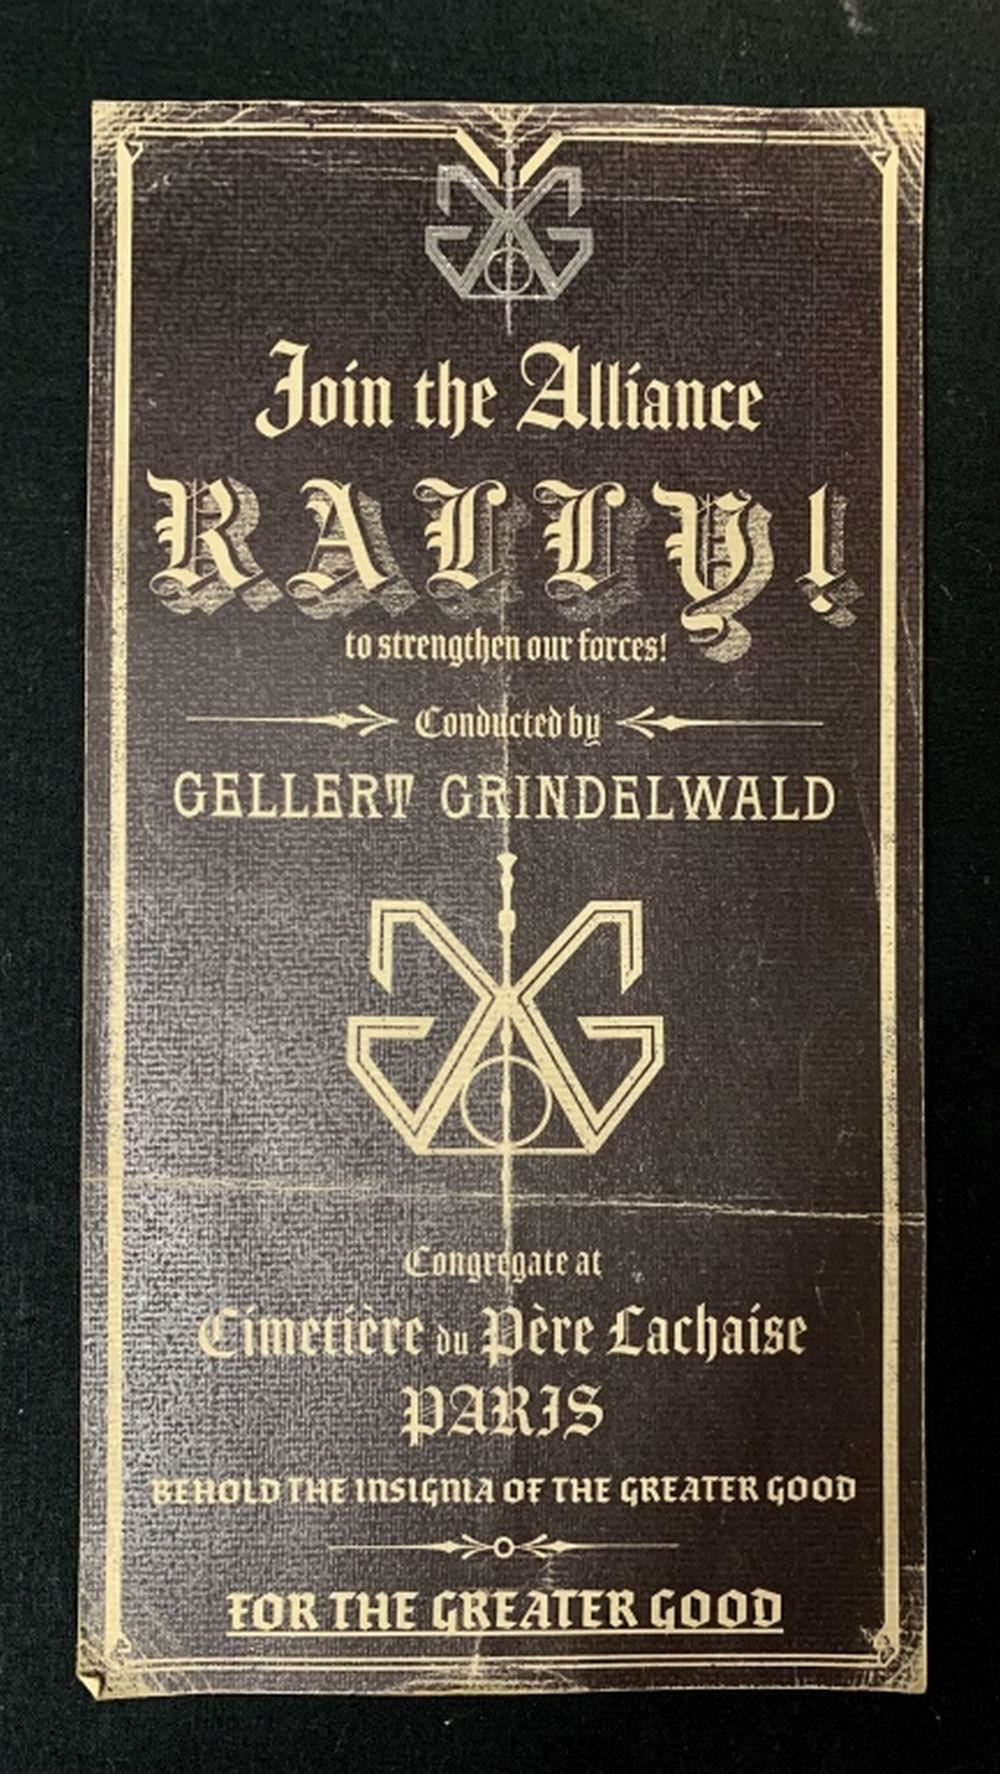 Join the Alliance
RALLY!
to strengthen our forces!
Conducted by
GELLERT GRINDELWALD
Congregate at
Cimetière du Père Lachaise
PARIS
BEHOLD THE INSIGNIA OF THE GREATER GOOD
FOR THE GREATER GOOD